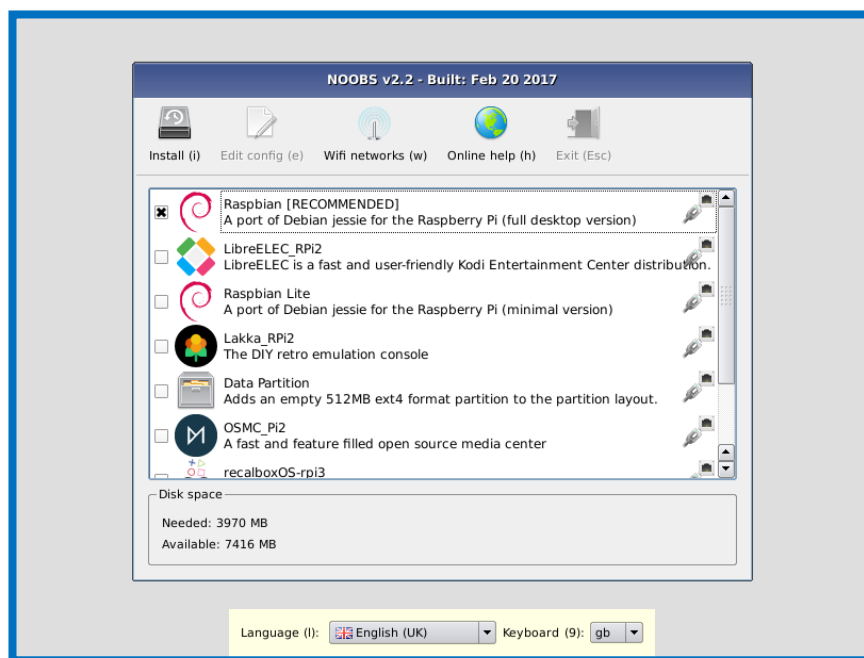 NOOBS v2.2 - Built: Feb 20 2017
Install (i) Edit config (e) Wifi networks (w) Online help (h) Exit (Esc)
Raspbian [RECOMMENDED]
A port of Debian jessie for the Raspberry Pi (full desktop version)
LibreELEC_RPi2
LibreELEC is a fast and user-friendly Kodi Entertainment Center distribution.
Raspbian Lite
A port of Debian jessie for the Raspberry Pi (minimal version)
Lakka_RPi2
The DIY retro emulation console
Data Partition
Adds an empty 512MB ext4 format partition to the partition layout.
OSMC_Pi2
A fast and feature filled open source media center
recalboxOS-rpi3
Disk space
Needed: 3970 MB
Available: 7416 MB
Language (l): English (UK) Keyboard (9): gb